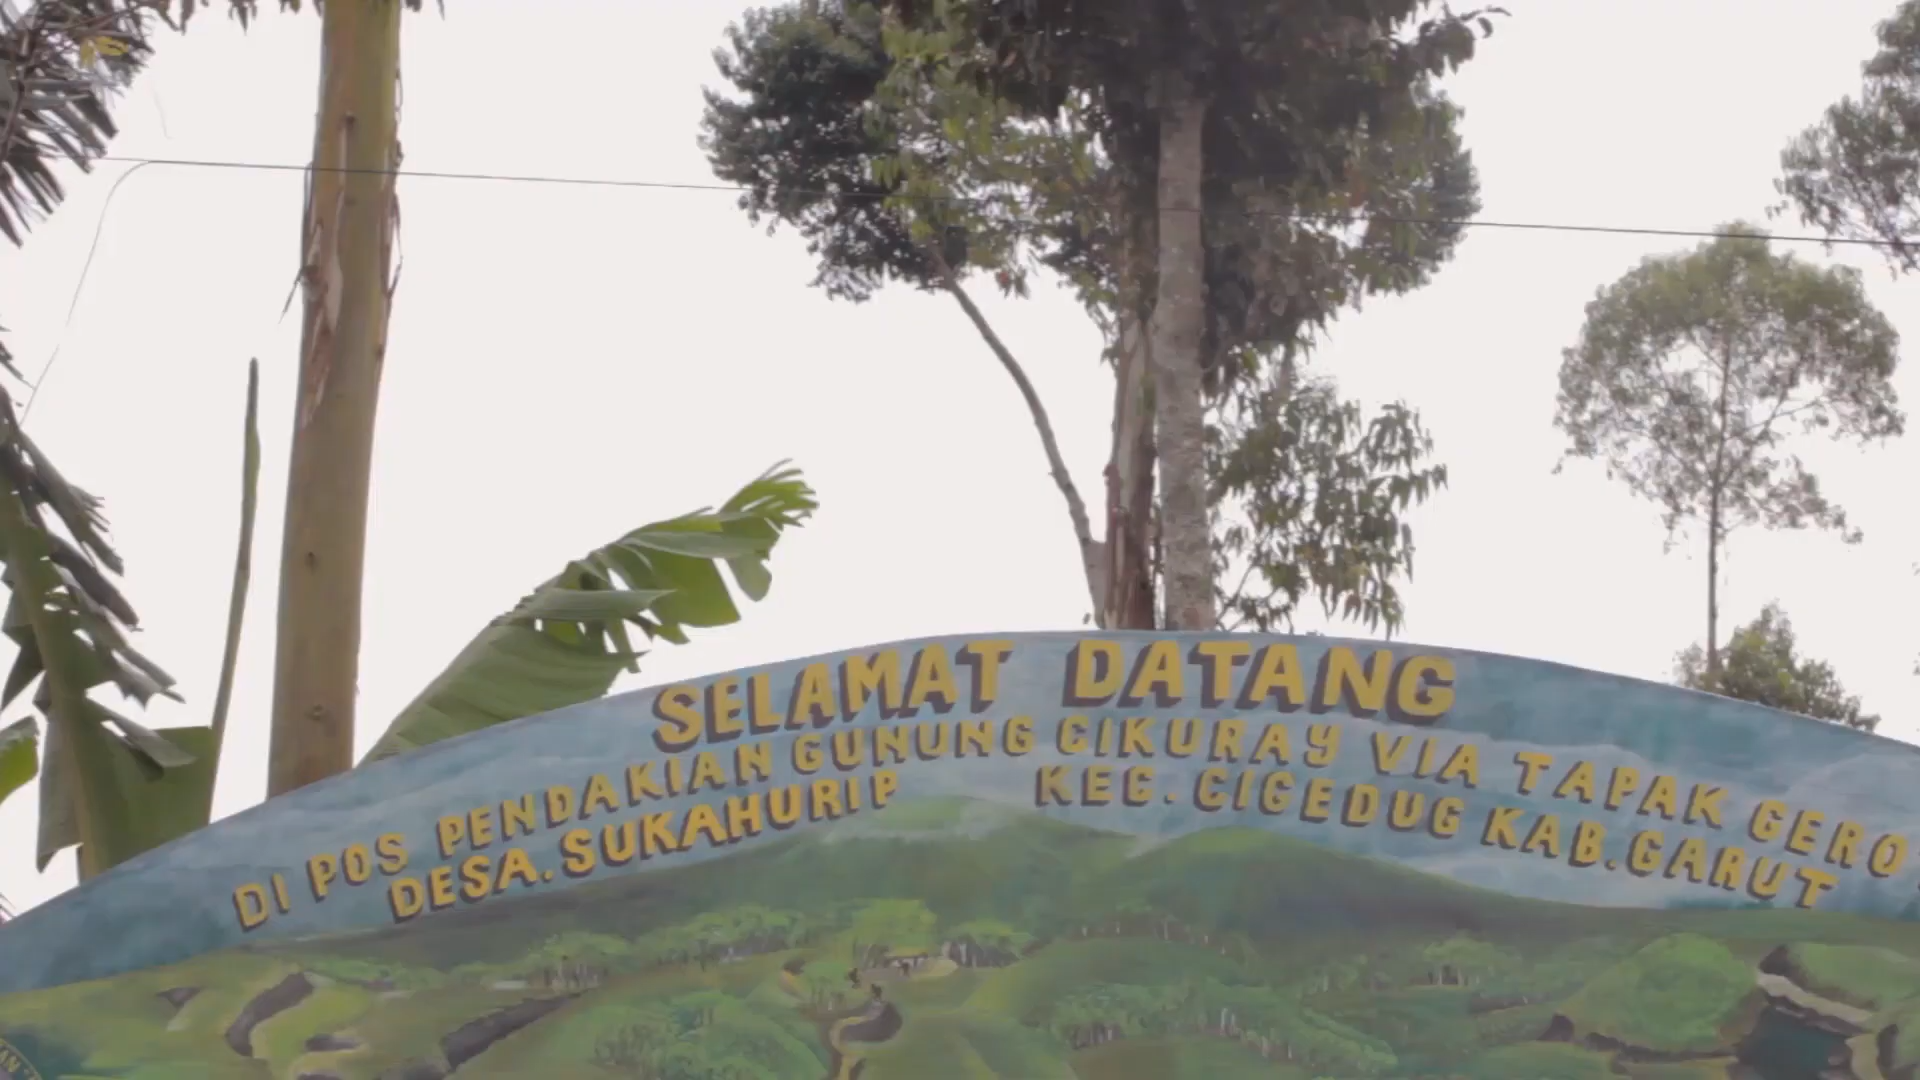 SELAMAT DATANG
DI POS PENDAKIAN GUNUNG CIKURAY VIA TAPAK GERO
DESA.SUKAHURIP KEC.CIGEDUG KAB.GARUT